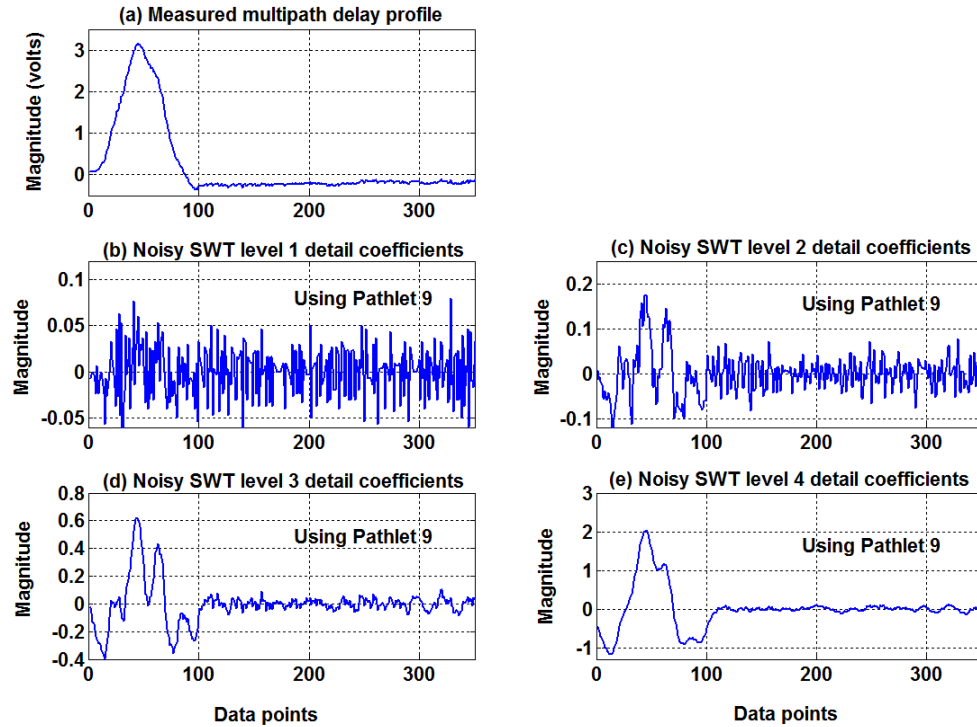 (a) Measured multipath delay profile
Magnitude (volts)
3
2
1
0
0 100 200 300
(b) Noisy SWT level 1 detail coefficients
Using Pathlet 9
Magnitude
0.1
0.05
0
-0.05
0 100 200 300
(c) Noisy SWT level 2 detail coefficients
Using Pathlet 9
Magnitude
0.2
0.1
0
-0.1
0 100 200 300
(d) Noisy SWT level 3 detail coefficients
Using Pathlet 9
Magnitude
0.8
0.6
0.4
0.2
0
-0.2
-0.4
0 100 200 300
Data points
(e) Noisy SWT level 4 detail coefficients
Using Pathlet 9
Magnitude
3
2
1
0
-1
0 100 200 300
Data points